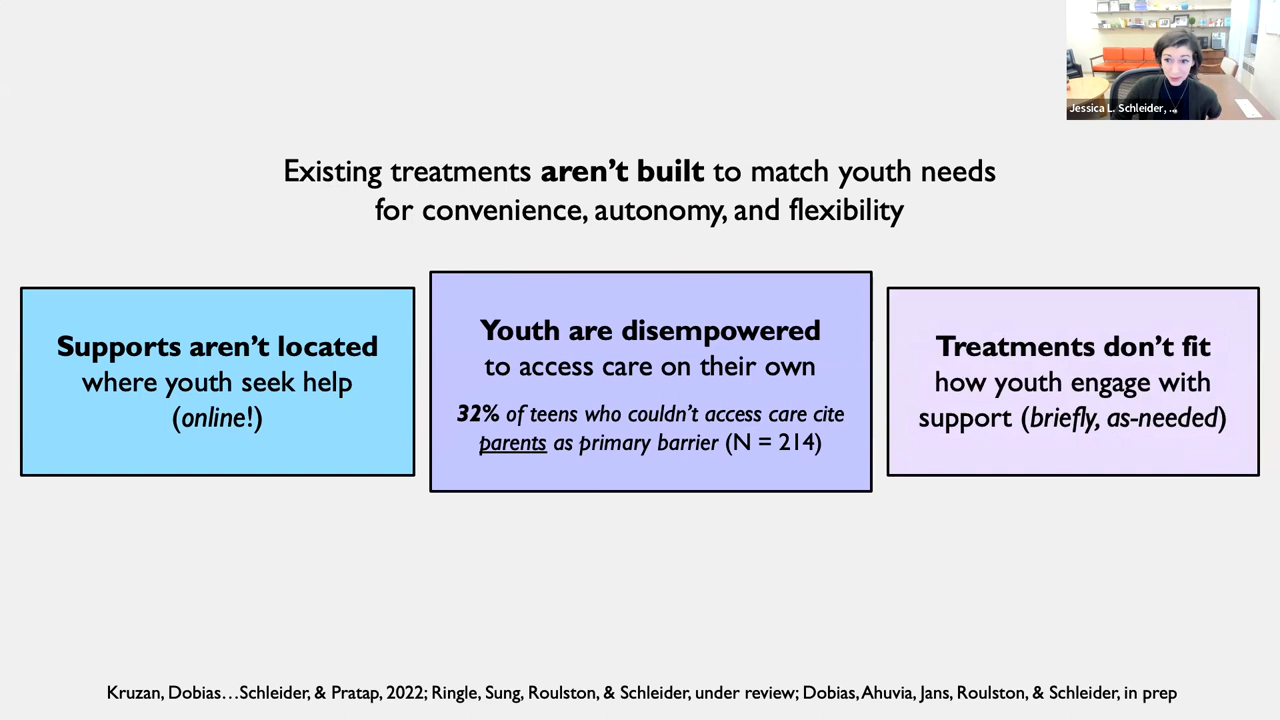 Jessica L. Schleider, ...
Existing treatments aren’t built to match youth needs
for convenience, autonomy, and flexibility
Supports aren’t located
where youth seek help
(online!)
Youth are disempowered
to access care on their own
32% of teens who couldn’t access care cite
parents as primary barrier (N = 214)
Treatments don’t fit
how youth engage with
support (briefly, as-needed)
Kruzan, Dobias…Schleider, & Pratap, 2022; Ringle, Sung, Roulston, & Schleider, under review; Dobias, Ahuvia, Jans, Roulston, & Schleider, in prep